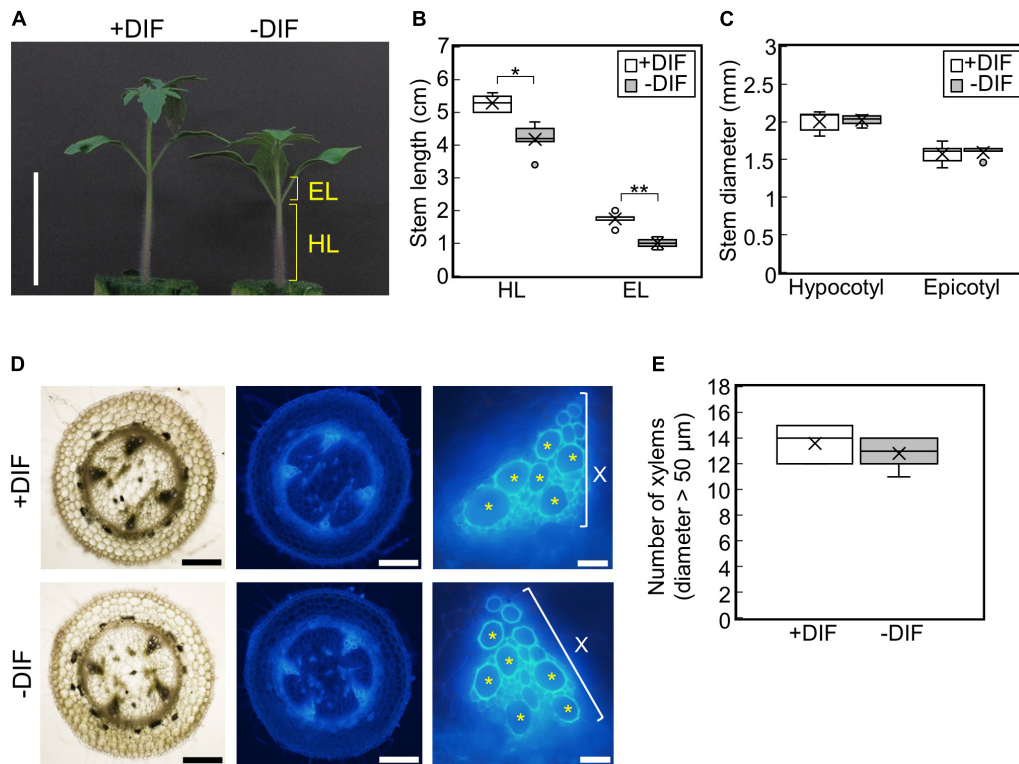 A
+DIF -DIF
EL
HL
B
Stem length (cm)
7
6
5
4
3
2
1
0
+DIF
-DIF
*
**
HL EL
C
Stem diameter (mm)
3
2.5
2
1.5
1
0.5
0
+DIF
-DIF
Hypocotyl Epicotyl
D
+DIF
* * * * * * *
X
-DIF
* * * * * * *
X
E
Number of xylems
(diameter > 50 µm)
18
16
14
12
10
8
6
4
2
0
+DIF -DIF